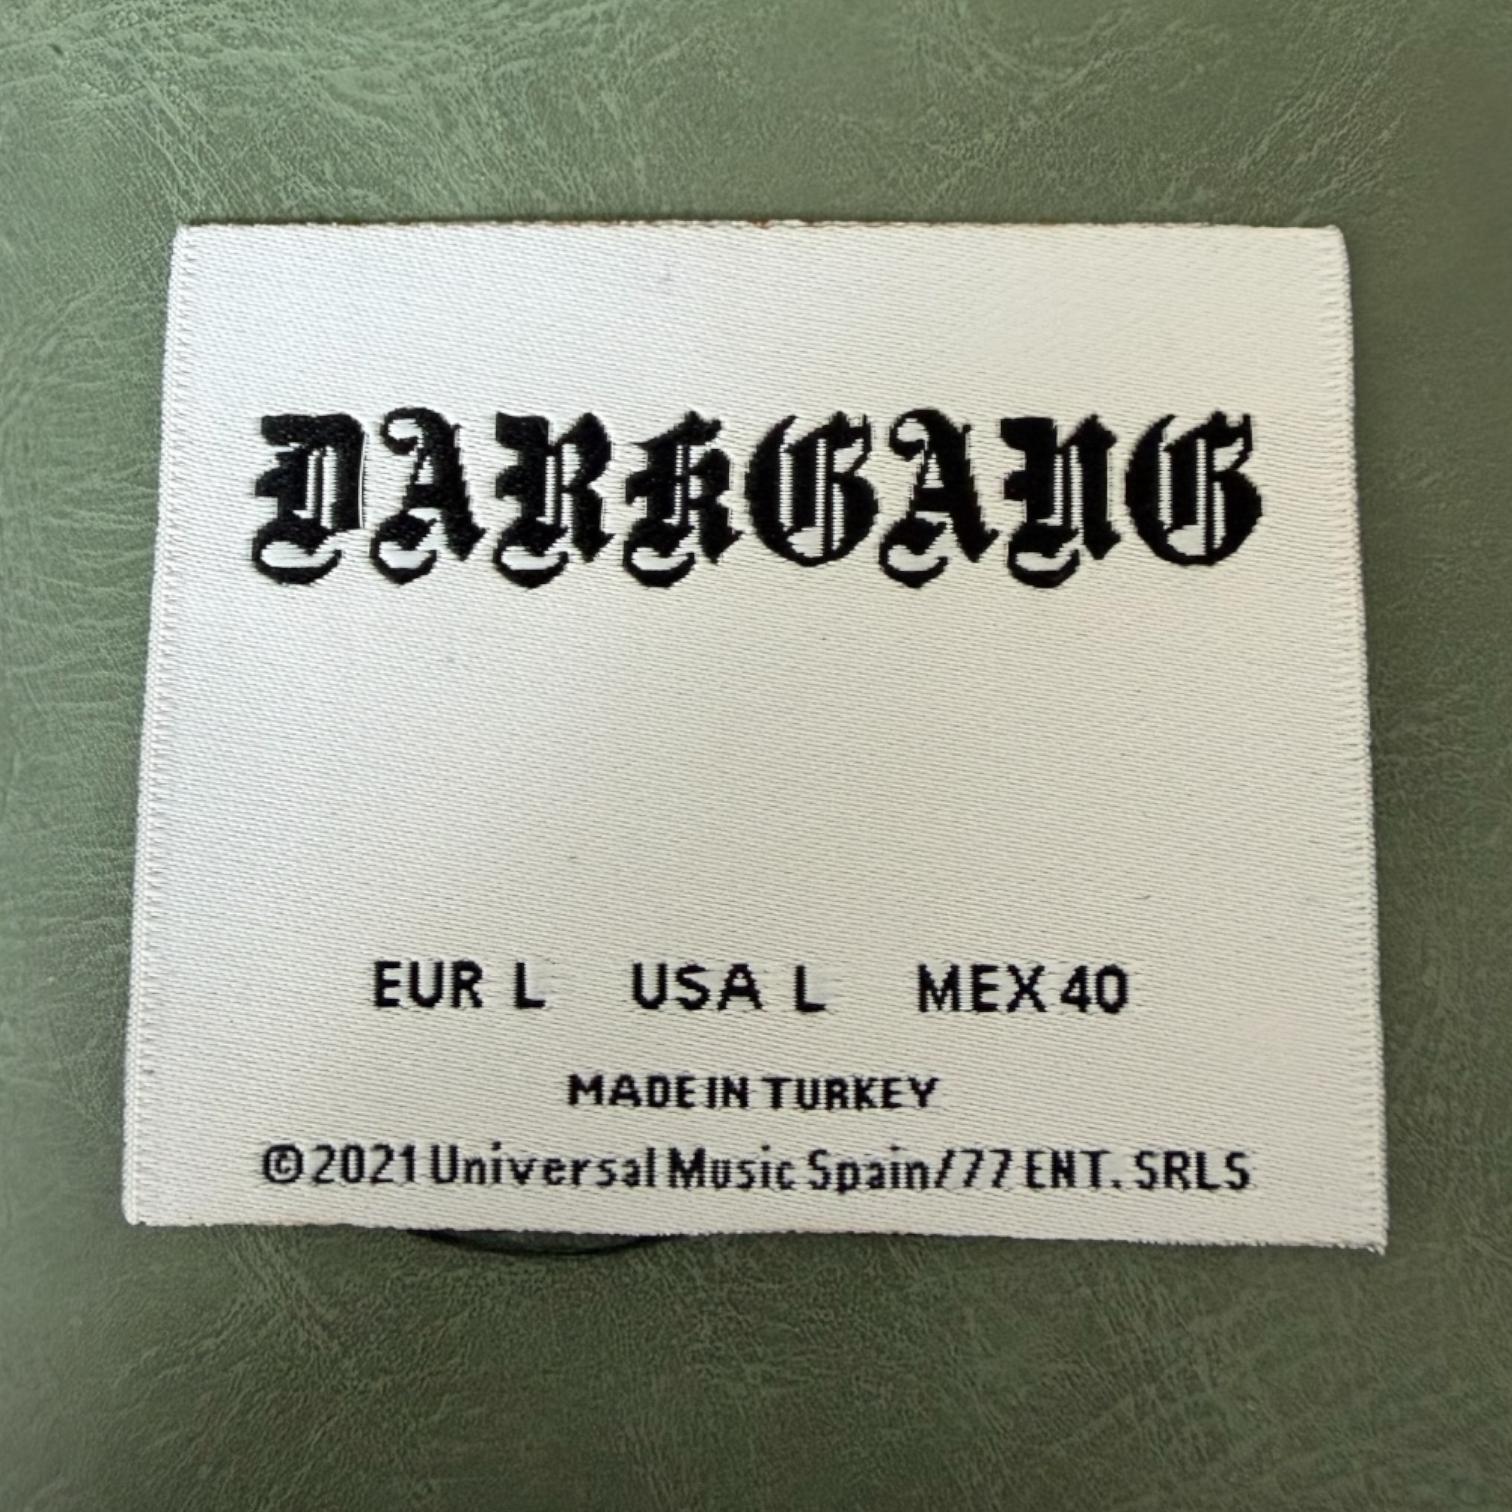 DARKGANG
EUR L USA L MEX 40
MADE IN TURKEY
©2021 Universal Music Spain/77 ENT. SRLS